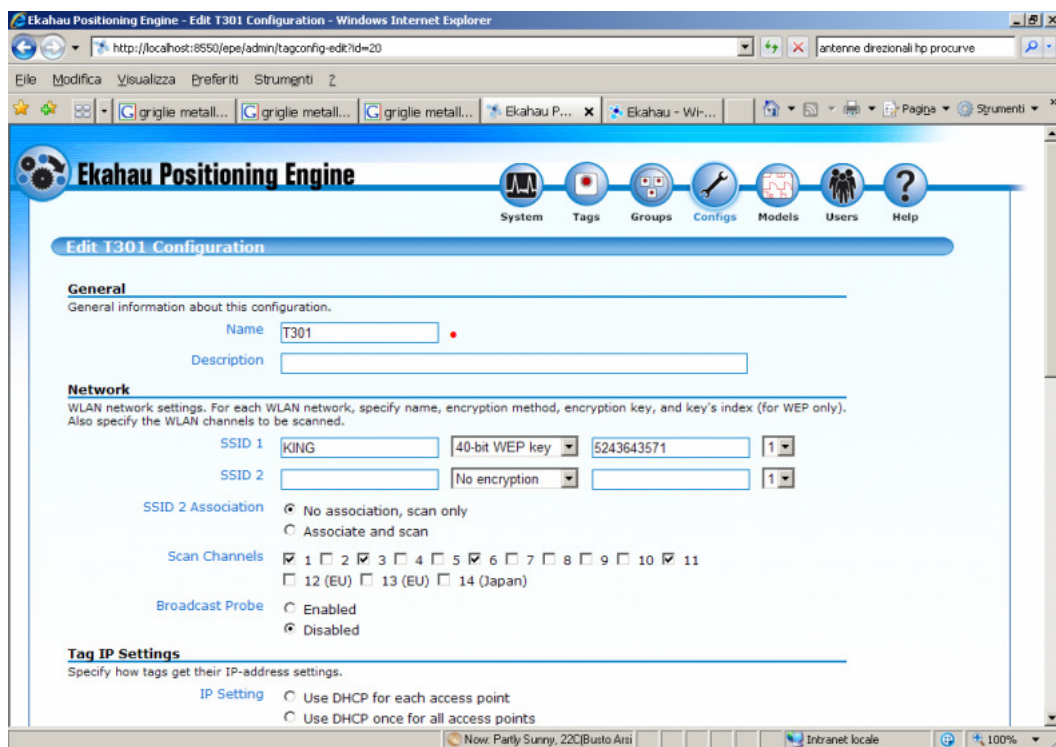 Ekahau Positioning Engine - Edit T301 Configuration - Windows Internet Explorer
http://localhost:8550/epe/admin/tagconfig-edit?id=20
antenne direzionali hp procurve
File Modifica Visualizza Preferiti Strumenti ?
griglie metall... griglie metall... griglie metall... Ekahau P... Ekahau - Wi-... Pagina Strumenti
Ekahau Positioning Engine
System Tags Groups Configs Models Users Help
Edit T301 Configuration
General
General information about this configuration.
Name T301
Description
Network
WLAN network settings. For each WLAN network, specify name, encryption method, encryption key, and key's index (for WEP only).
Also specify the WLAN channels to be scanned.
SSID 1 KING 40-bit WEP key 5243643571 1
SSID 2 No encryption 1
SSID 2 Association No association, scan only
Associate and scan
Scan Channels 1 2 3 4 5 6 7 8 9 10 11
12 (EU) 13 (EU) 14 (Japan)
Broadcast Probe Enabled
Disabled
Tag IP Settings
Specify how tags get their IP-address settings.
IP Setting Use DHCP for each access point
Use DHCP once for all access points
Now: Partly Sunny, 22C|Busto Arsi Intranet locale 100%